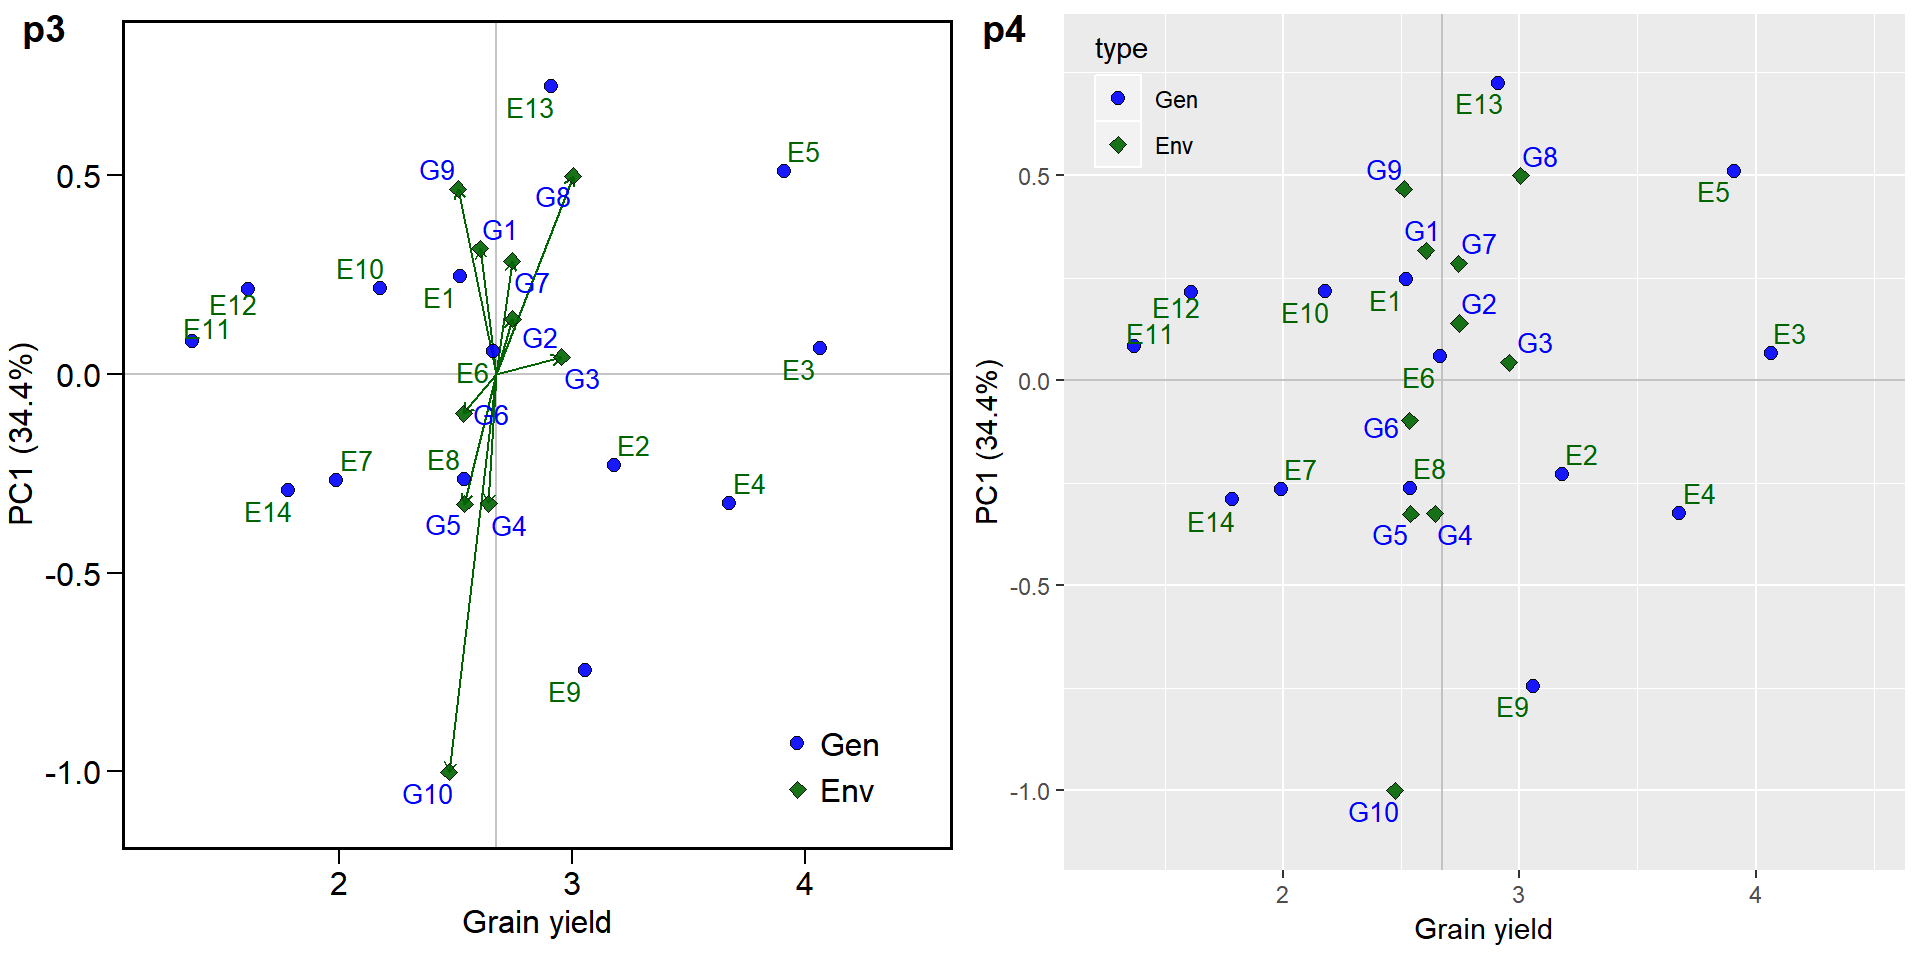 p3
E13
E5
G9
G8
0.5
G1
E10
G7
E12
E1
E11
G2
E6
G3
E3
0.0
G6
PC1 (34.4%)
E7
E8
E2
E14
E4
G5
G4
-0.5
E9
Gen
Env
-1.0
G10
2
3
4
Grain yield
p4
type
Gen
Env
E13
G9
G8
0.5
E5
G1
G7
E12
E10
E1
G2
E11
G3
E3
E6
0.0
G6
PC1 (34.4%)
E7
E8
E2
E14
E4
G5
G4
-0.5
E9
-1.0
G10
2
3
4
Grain yield